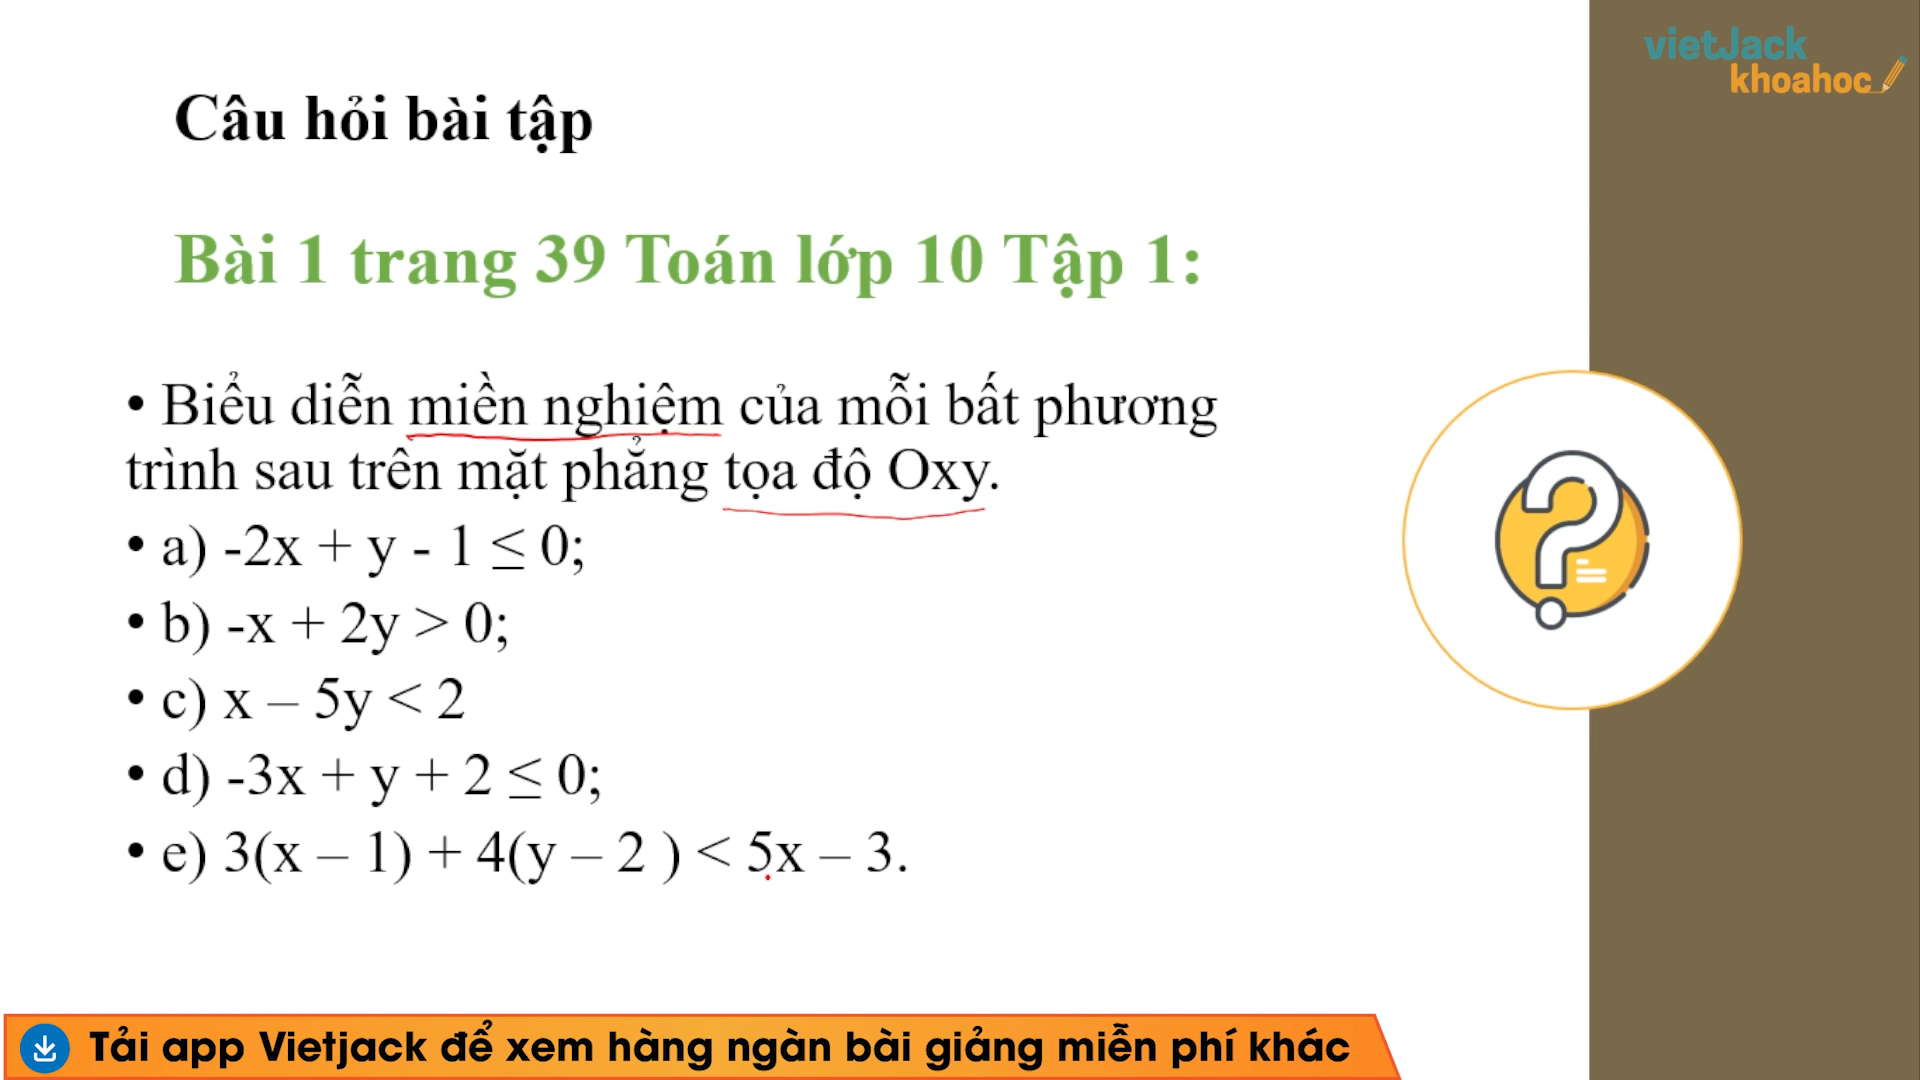 vietJack
khoahoc
Câu hỏi bài tập
Bài 1 trang 39 Toán lớp 10 Tập 1:
• Biểu diễn miền nghiệm của mỗi bất phương
trình sau trên mặt phẳng tọa độ Oxy.
• a) -2x + y - 1 ≤ 0;
• b) -x + 2y > 0;
• c) x – 5y < 2
• d) -3x + y + 2 ≤ 0;
• e) 3(x – 1) + 4(y – 2 ) < 5x – 3.
Tải app Vietjack để xem hàng ngàn bài giảng miễn phí khác